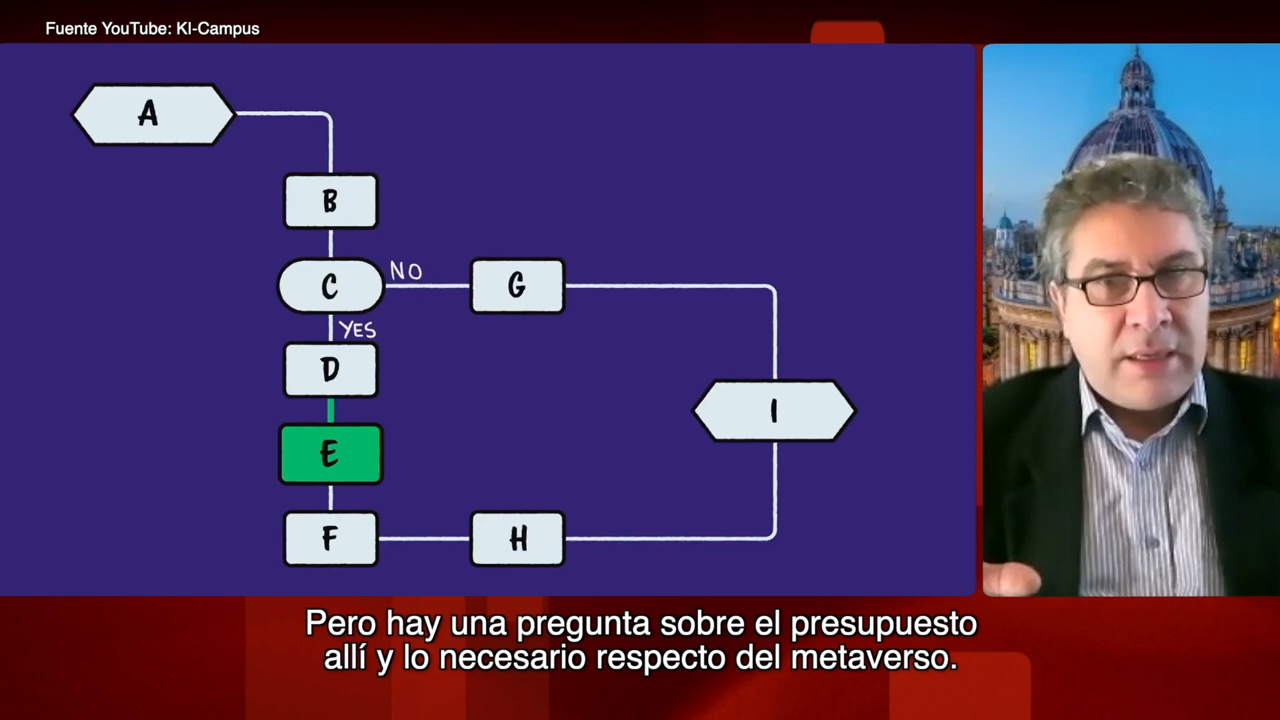 Fuente YouTube: KI-Campus
A
B
C
NO
G
YES
D
I
E
F
H
Pero hay una pregunta sobre el presupuesto
allí y lo necesario respecto del metaverso.